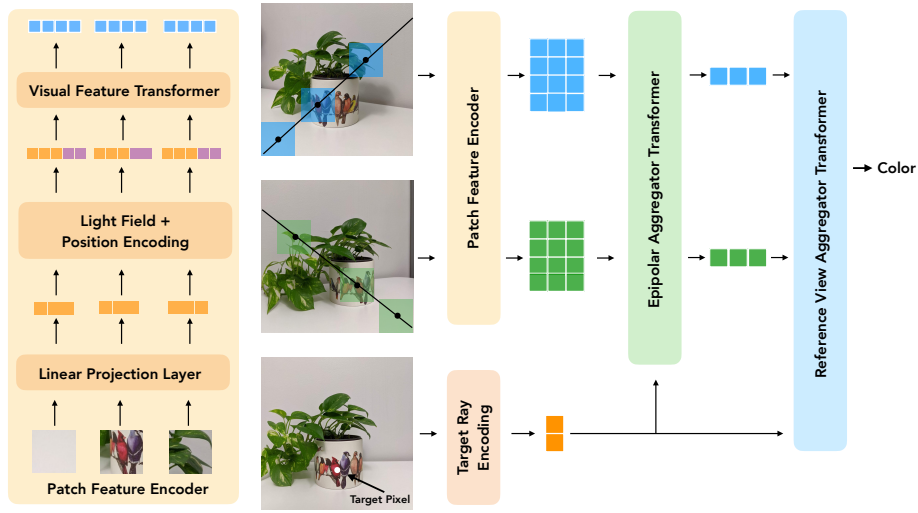 Visual Feature Transformer
Light Field +
Position Encoding
Linear Projection Layer
Patch Feature Encoder
Patch Feature Encoder
Target Pixel
Target Ray
Encoding
Epipolar Aggregator Transformer
Reference View Aggregator Transformer
Color